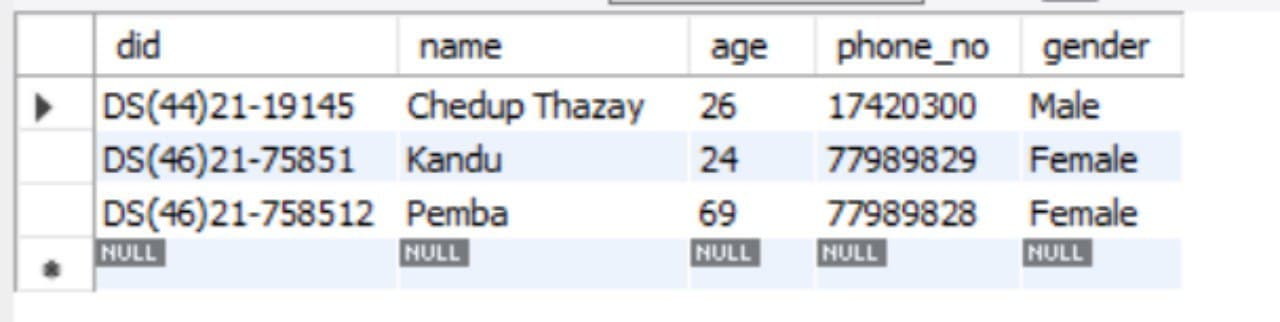 did name age phone_no gender
DS(44)21-19145 Chedup Thazay 26 17420300 Male
DS(46)21-75851 Kandu 24 77989829 Female
DS(46)21-758512 Pemba 69 77989828 Female
NULL NULL NULL NULL NULL